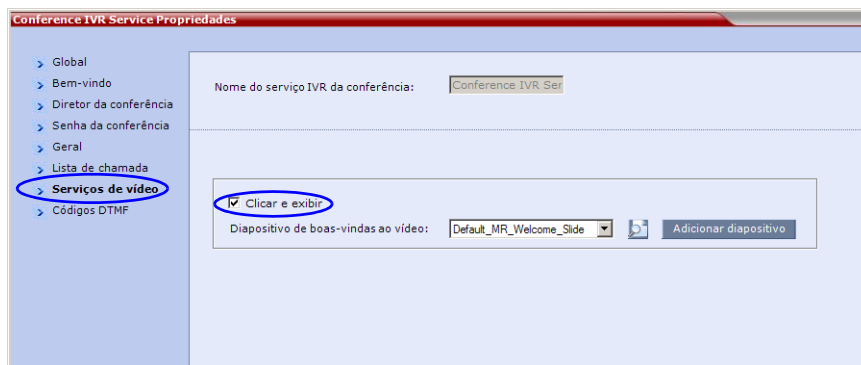 Conference IVR Service Propriedades
Global
Bem-vindo
Diretor da conferência
Senha da conferência
Geral
Lista de chamada
Serviços de vídeo
Códigos DTMF
Nome do serviço IVR da conferência: Conference IVR Ser
Clicar e exibir
Diapositivo de boas-vindas ao vídeo: Default_MR_Welcome_Slide Adicionar diapositivo